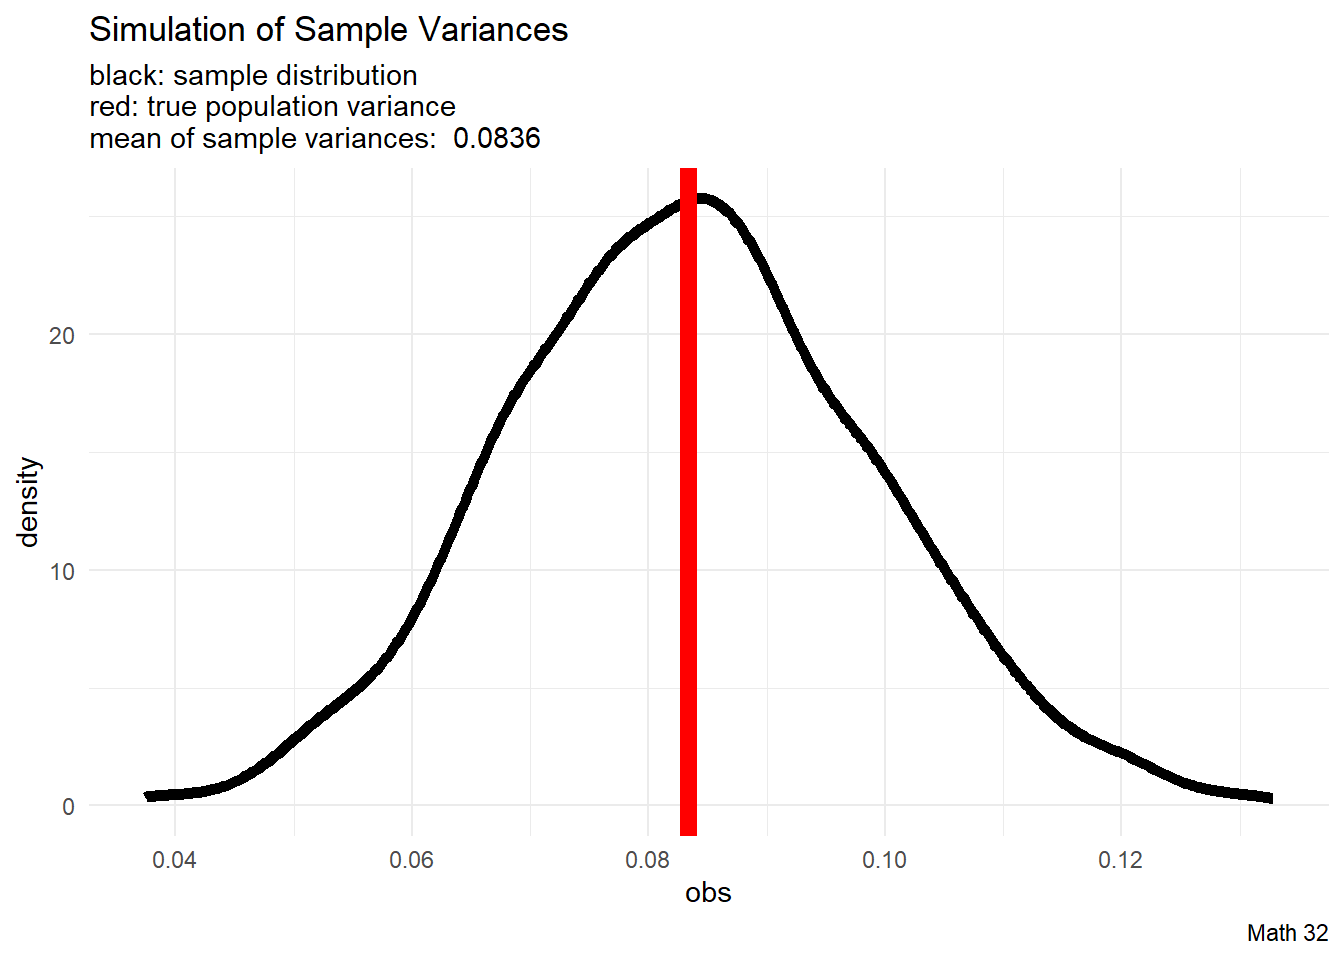 Simulation of Sample Variances
black: sample distribution
red: true population variance
mean of sample variances:  0.0836
density
20
10
0
0.04
0.06
0.08
0.10
0.12
obs
Math 32